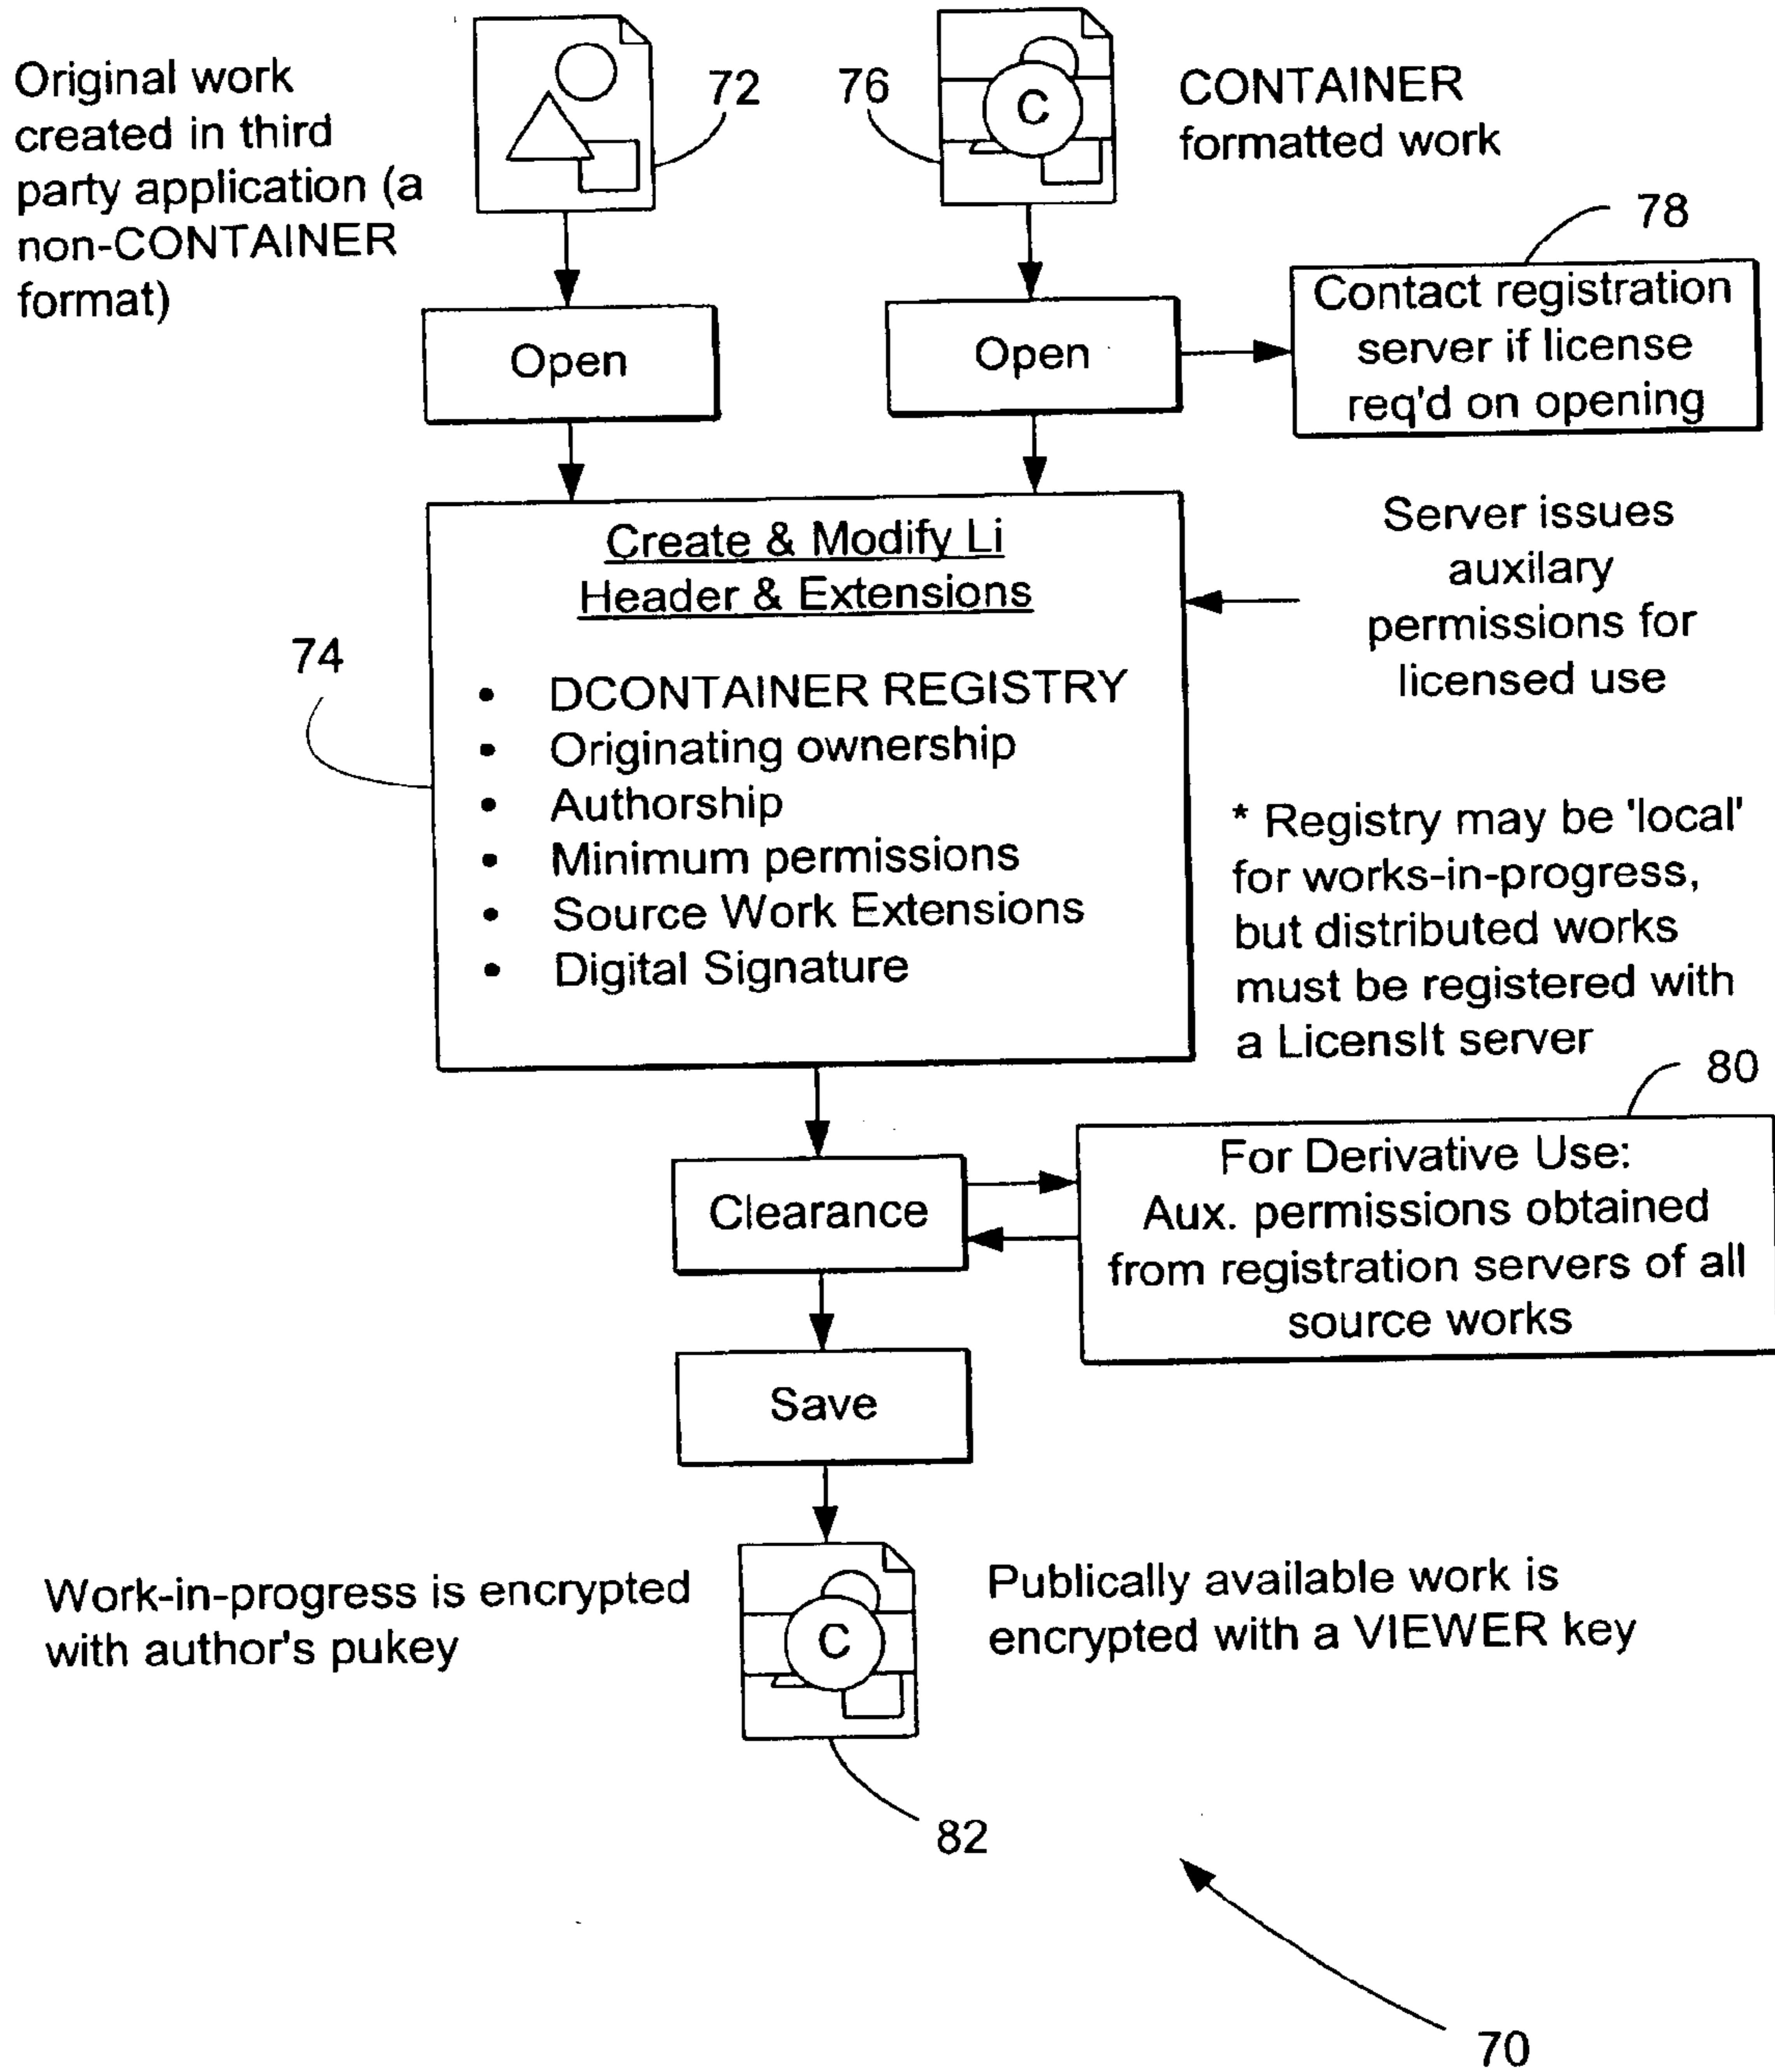 Original work
created in third
party application (a
non-CONTAINER
format)
72
76
C
CONTAINER
formatted work
78
Open
Open
Contact registration
server if license
req'd on opening
Create & Modify Li
Header & Extensions
74
• DCONTAINER REGISTRY
• Originating ownership
• Authorship
• Minimum permissions
• Source Work Extensions
• Digital Signature
Server issues
auxilary
permissions for
licensed use
* Registry may be 'local'
for works-in-progress,
but distributed works
must be registered with
a LicensIt server
80
Clearance
For Derivative Use:
Aux. permissions obtained
from registration servers of all
source works
Save
Work-in-progress is encrypted
with author's pukey
C
Publically available work is
encrypted with a VIEWER key
82
70